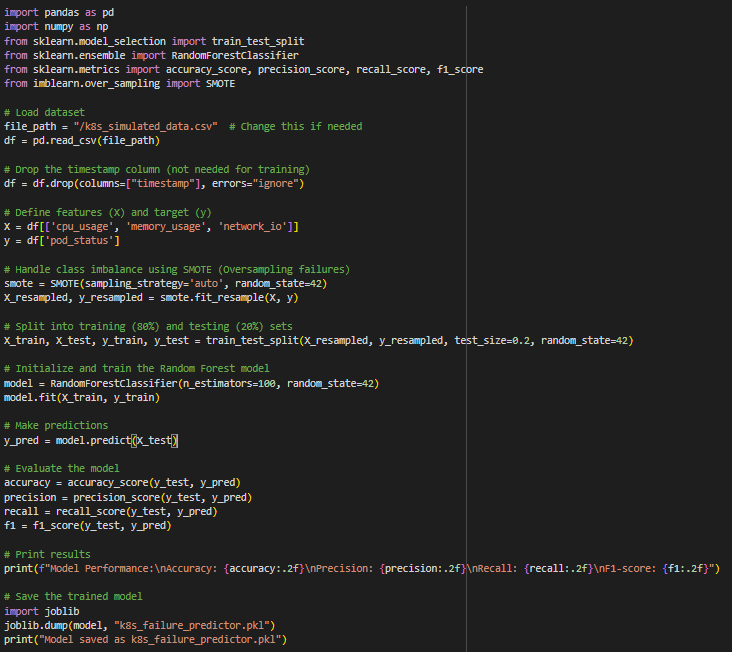 import pandas as pd
import numpy as np
from sklearn.model_selection import train_test_split
from sklearn.ensemble import RandomForestClassifier
from sklearn.metrics import accuracy_score, precision_score, recall_score, f1_score
from imblearn.over_sampling import SMOTE

# Load dataset
file_path = "/k8s_simulated_data.csv"  # Change this if needed
df = pd.read_csv(file_path)

# Drop the timestamp column (not needed for training)
df = df.drop(columns=["timestamp"], errors="ignore")

# Define features (X) and target (y)
X = df[['cpu_usage', 'memory_usage', 'network_io']]
y = df['pod_status']

# Handle class imbalance using SMOTE (Oversampling failures)
smote = SMOTE(sampling_strategy='auto', random_state=42)
X_resampled, y_resampled = smote.fit_resample(X, y)

# Split into training (80%) and testing (20%) sets
X_train, X_test, y_train, y_test = train_test_split(X_resampled, y_resampled, test_size=0.2, random_state=42)

# Initialize and train the Random Forest model
model = RandomForestClassifier(n_estimators=100, random_state=42)
model.fit(X_train, y_train)

# Make predictions
y_pred = model.predict(X_test)

# Evaluate the model
accuracy = accuracy_score(y_test, y_pred)
precision = precision_score(y_test, y_pred)
recall = recall_score(y_test, y_pred)
f1 = f1_score(y_test, y_pred)

# Print results
print(f"Model Performance:\nAccuracy: {accuracy:.2f}\nPrecision: {precision:.2f}\nRecall: {recall:.2f}\nF1-score: {f1:.2f}")

# Save the trained model
import joblib
joblib.dump(model, "k8s_failure_predictor.pkl")
print("Model saved as k8s_failure_predictor.pkl")